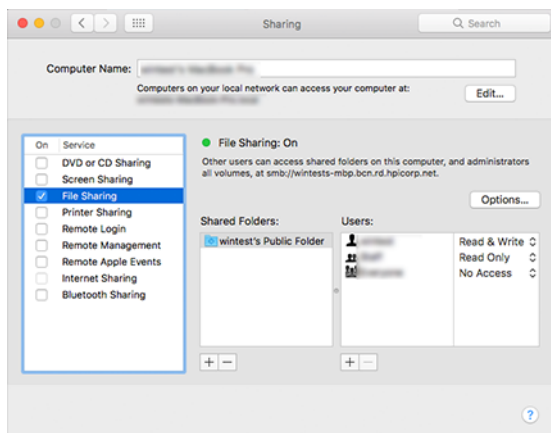 Sharing
Search
Computer Name:
Computers on your local network can access your computer at:
Edit...
On Service
DVD or CD Sharing
Screen Sharing
File Sharing
Printer Sharing
Remote Login
Remote Management
Remote Apple Events
Internet Sharing
Bluetooth Sharing
File Sharing: On
Other users can access shared folders on this computer, and administrators
all volumes, at smb://wintests-mbp.bcn.rd.hpicorp.net.
Options...
Shared Folders:
wintest's Public Folder
Users:
Read & Write
Read Only
No Access
+ −
+ −
?